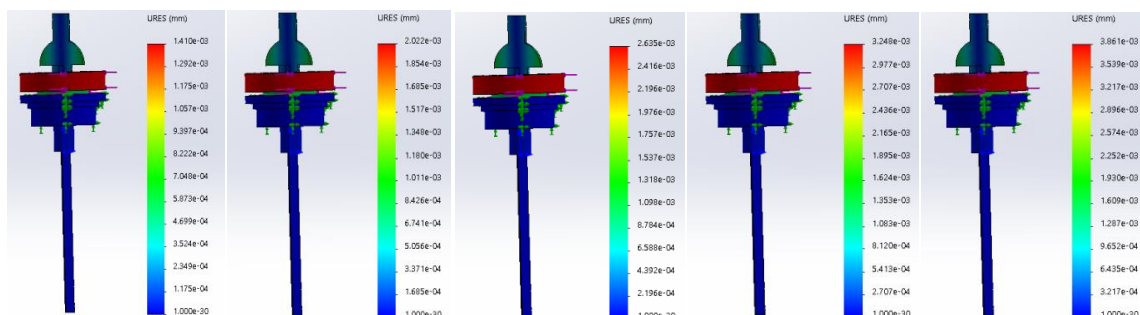 URES (mm)
1.410e-03
1.292e-03
1.175e-03
1.057e-03
9.397e-04
8.222e-04
7.048e-04
5.873e-04
4.699e-04
3.524e-04
2.349e-04
1.175e-04
1.000e-30
URES (mm)
2.022e-03
1.854e-03
1.685e-03
1.517e-03
1.348e-03
1.180e-03
1.011e-03
8.426e-04
6.741e-04
5.056e-04
3.371e-04
1.685e-04
1.000e-30
URES (mm)
2.635e-03
2.416e-03
2.196e-03
1.976e-03
1.757e-03
1.537e-03
1.318e-03
1.098e-03
8.784e-04
6.588e-04
4.392e-04
2.196e-04
1.000e-30
URES (mm)
3.248e-03
2.977e-03
2.707e-03
2.436e-03
2.165e-03
1.895e-03
1.624e-03
1.353e-03
1.083e-03
8.120e-04
5.413e-04
2.707e-04
1.000e-30
URES (mm)
3.861e-03
3.539e-03
3.217e-03
2.896e-03
2.574e-03
2.252e-03
1.930e-03
1.609e-03
1.287e-03
9.652e-04
6.435e-04
3.217e-04
1.000e-30